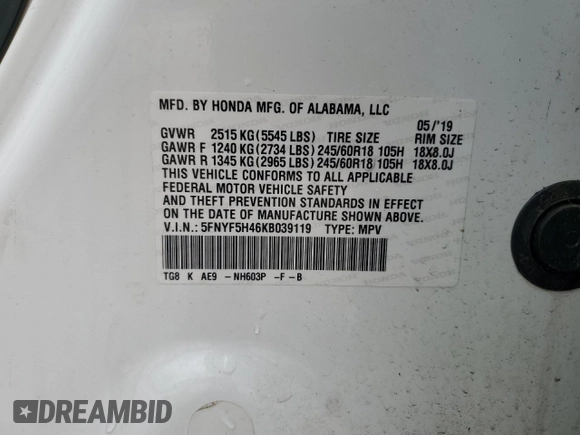 MFD. BY HONDA MFG. OF ALABAMA, LLC
05/'19
GVWR 2515 KG (5545 LBS) TIRE SIZE RIM SIZE
GAWR F 1240 KG (2734 LBS) 245/60R18 105H 18X8.0J
GAWR R 1345 KG (2965 LBS) 245/60R18 105H 18X8.0J
THIS VEHICLE CONFORMS TO ALL APPLICABLE
FEDERAL MOTOR VEHICLE SAFETY
AND THEFT PREVENTION STANDARDS IN EFFECT
ON THE DATE OF MANUFACTURE SHOWN ABOVE.
V.I.N.: 5FNYF5H46KB039119 TYPE: MPV
TG8 K AE9 -NH603P -F -B
DREAMBID